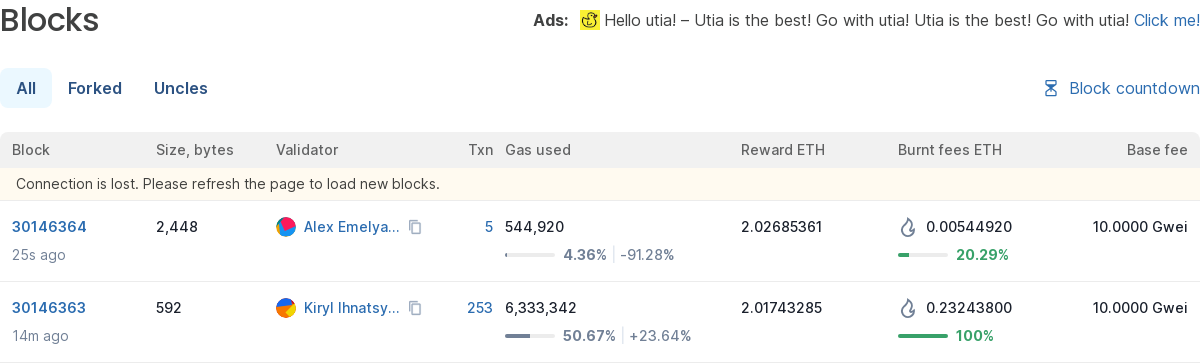 Blocks
Ads: Hello utia! – Utia is the best! Go with utia! Utia is the best! Go with utia! Click me!
All Forked Uncles Block countdown
Block Size, bytes Validator Txn Gas used Reward ETH Burnt fees ETH Base fee
Connection is lost. Please refresh the page to load new blocks.
30146364 2,448 Alex Emelya... 5 544,920 2.02685361 0.00544920 10.0000 Gwei
25s ago 4.36% -91.28% 20.29%
30146363 592 Kiryl Ihnatsy... 253 6,333,342 2.01743285 0.23243800 10.0000 Gwei
14m ago 50.67% +23.64% 100%